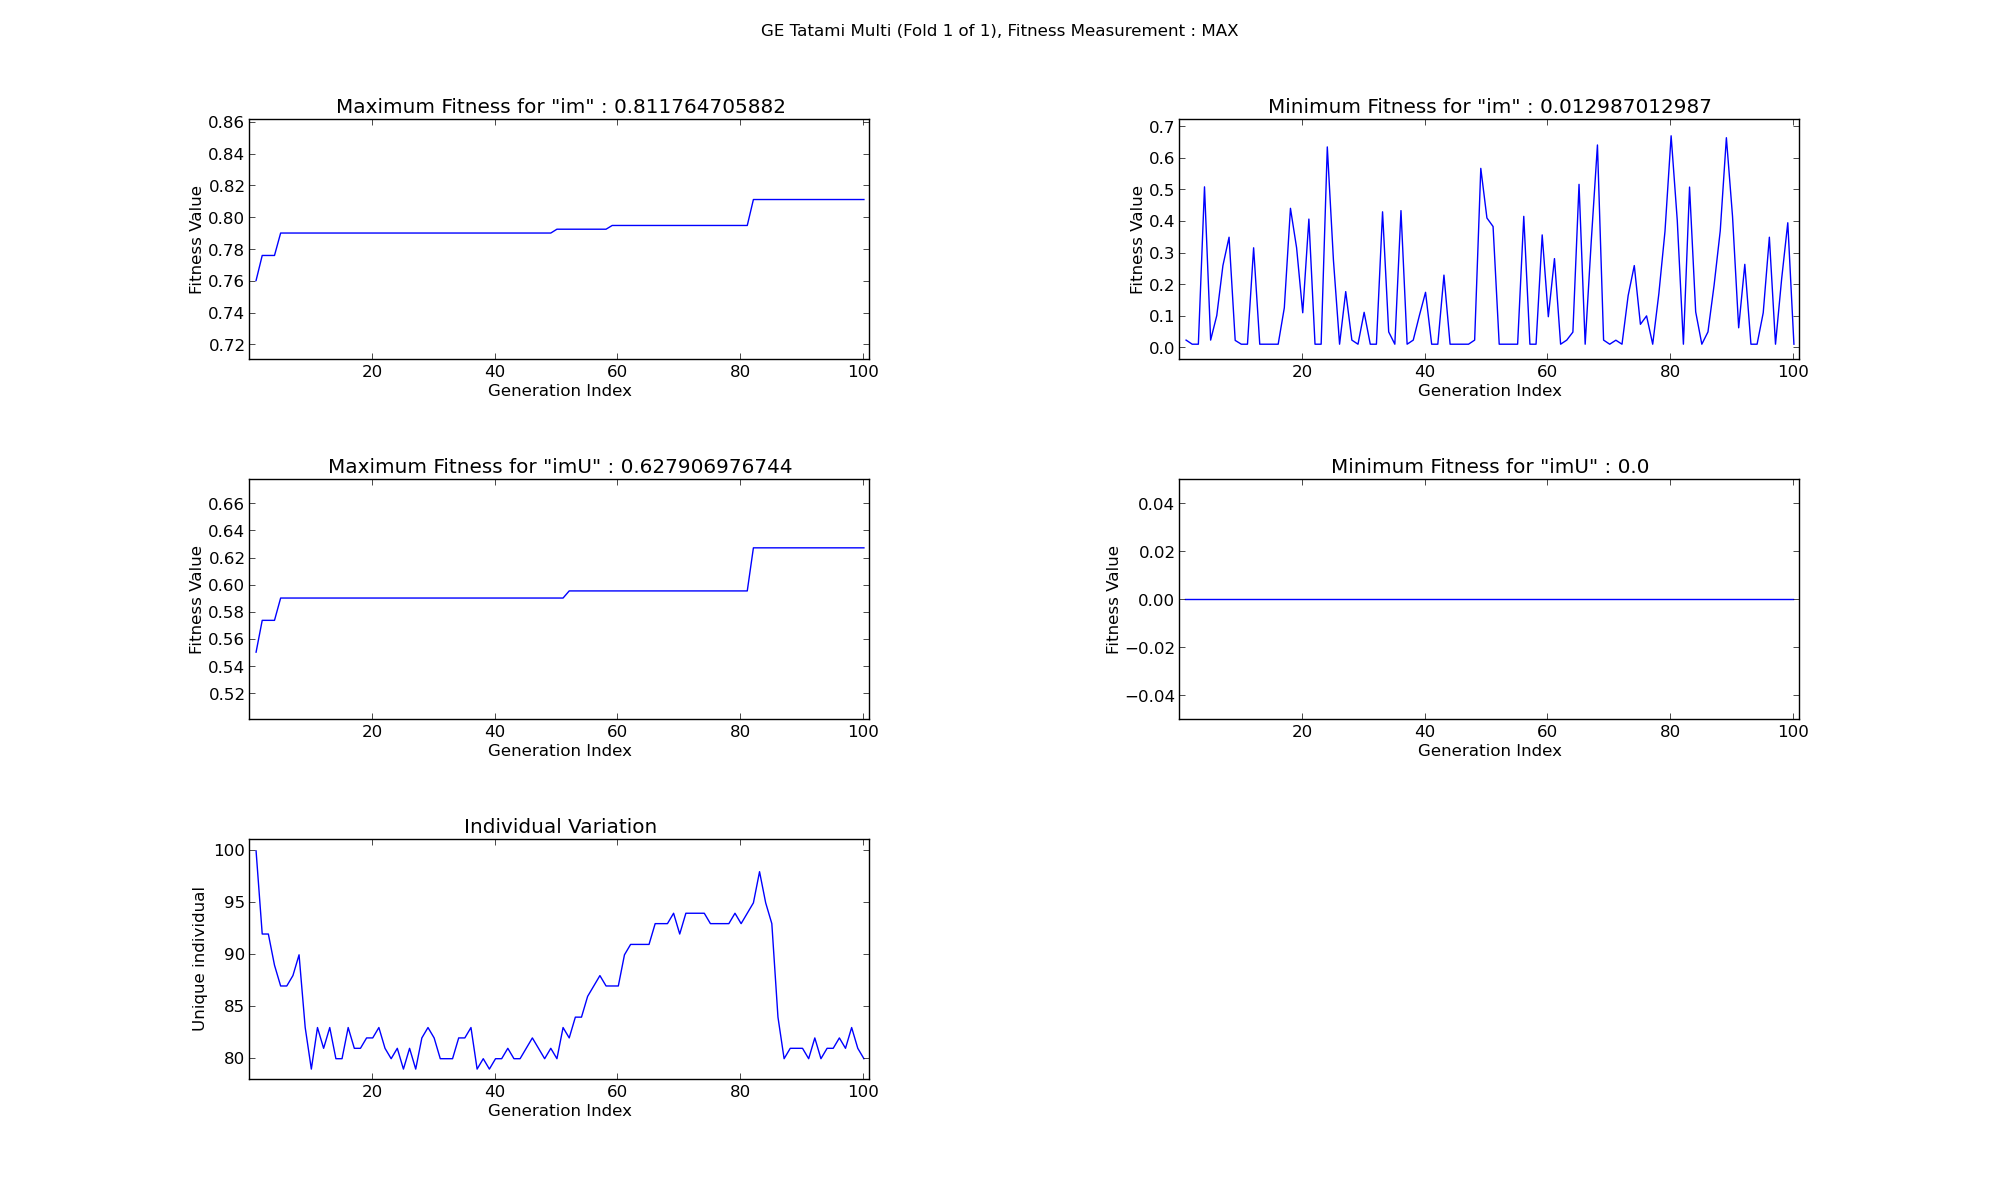 GE Tatami Multi (Fold 1 of 1), Fitness Measurement : MAX
Maximum Fitness for "im" : 0.811764705882
0.86
0.84
0.82
0.80
0.78
0.76
0.74
0.72
Fitness Value
20 40 60 80 100
Generation Index
Minimum Fitness for "im" : 0.012987012987
0.7
0.6
0.5
0.4
0.3
0.2
0.1
0.0
Fitness Value
20 40 60 80 100
Generation Index
Maximum Fitness for "imU" : 0.627906976744
0.66
0.64
0.62
0.60
0.58
0.56
0.54
0.52
Fitness Value
20 40 60 80 100
Generation Index
Minimum Fitness for "imU" : 0.0
0.04
0.02
0.00
−0.02
−0.04
Fitness Value
20 40 60 80 100
Generation Index
Individual Variation
100
95
90
85
80
Unique individual
20 40 60 80 100
Generation Index